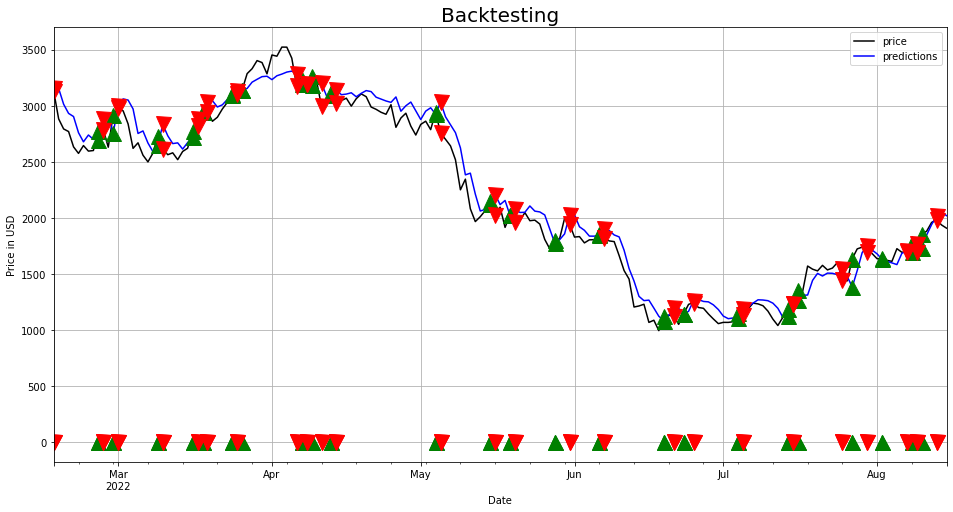 Backtesting
price
predictions
3500
3000
2500
2000
1500
1000
500
0
Price in USD
Mar
2022
Apr
May
Jun
Jul
Aug
Date